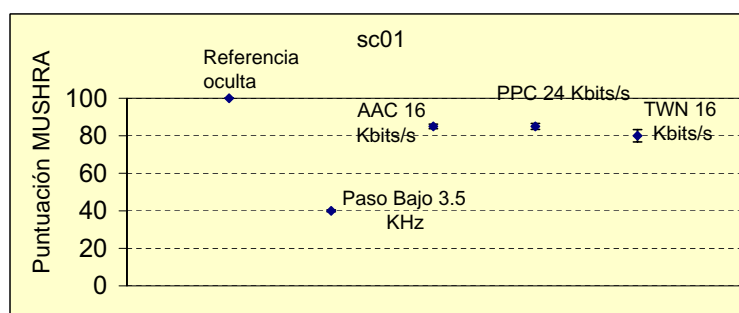 sc01
Referencia
oculta
AAC 16
Kbits/s
PPC 24 Kbits/s
TWN 16
Kbits/s
Paso Bajo 3.5
KHz
Puntuación MUSHRA
100
80
60
40
20
0